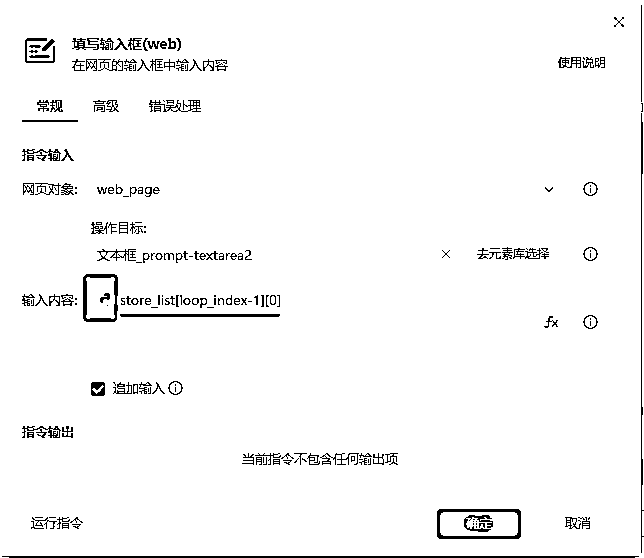 填写输入框(web)
在网页的输入框中输入内容
使用说明
常规 高级 错误处理
指令输入
网页对象: web_page
操作目标:
文本框_prompt-textarea2 去元素库选择
输入内容: store_list[loop_index-1][0]
fx
追加输入
指令输出
当前指令不包含任何输出项
运行指令 确定 取消